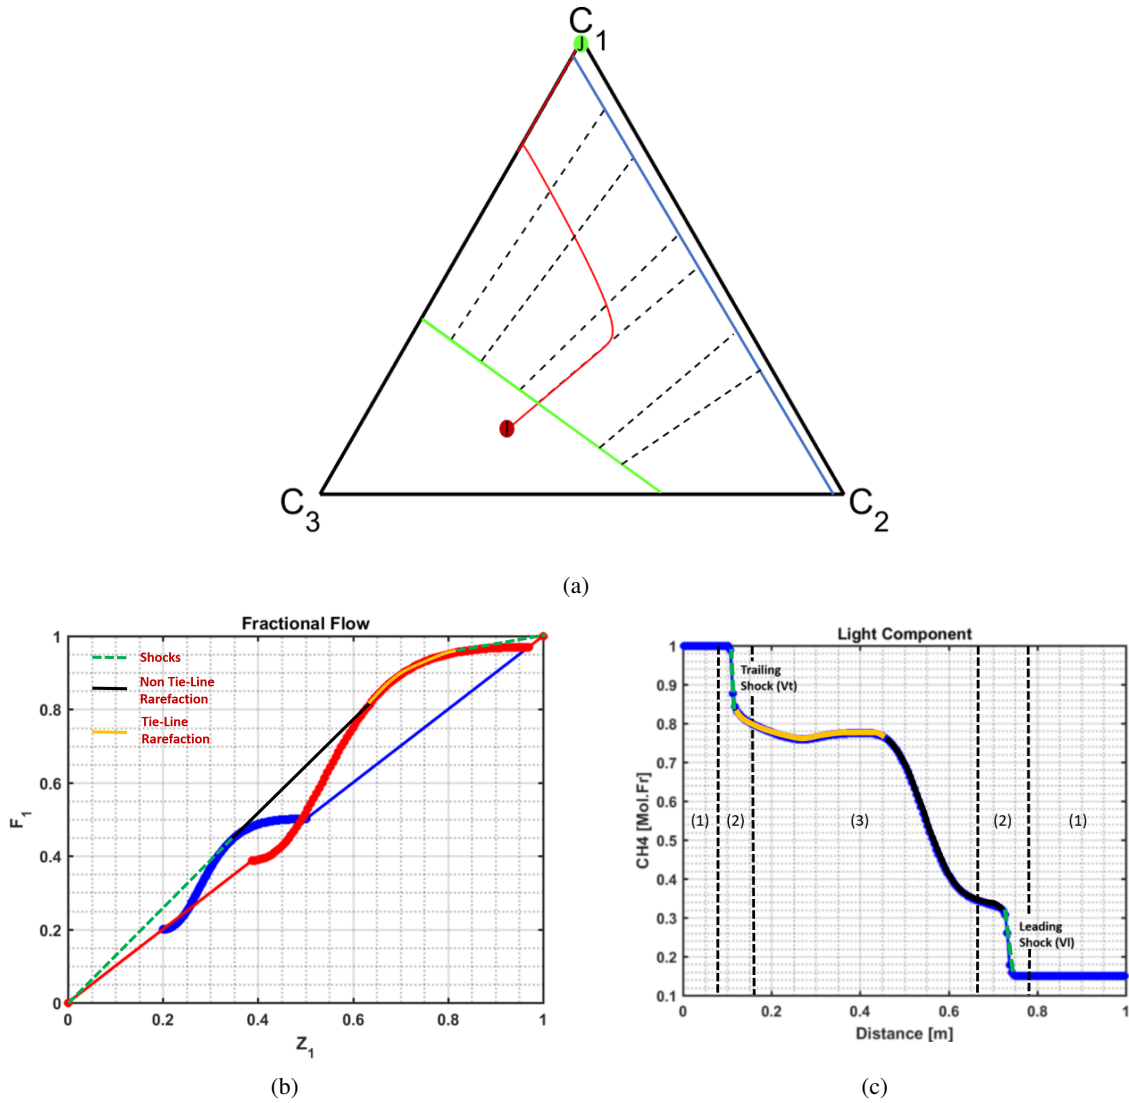 C1
J
I
C3
C2
(a)
Fractional Flow
Shocks
Non Tie-Line
Rarefaction
Tie-Line
Rarefaction
F1
1
0.8
0.6
0.4
0.2
0
0 0.2 0.4 0.6 0.8 1
Z1
(b)
Light Component
Trailing
Shock (Vt)
CH4 [Mol.Fr]
1
0.9
0.8
0.7
0.6
0.5
0.4
0.3
0.2
0.1
(1) (2) (3) (2) (1)
Leading
Shock (Vl)
0 0.2 0.4 0.6 0.8 1
Distance [m]
(c)